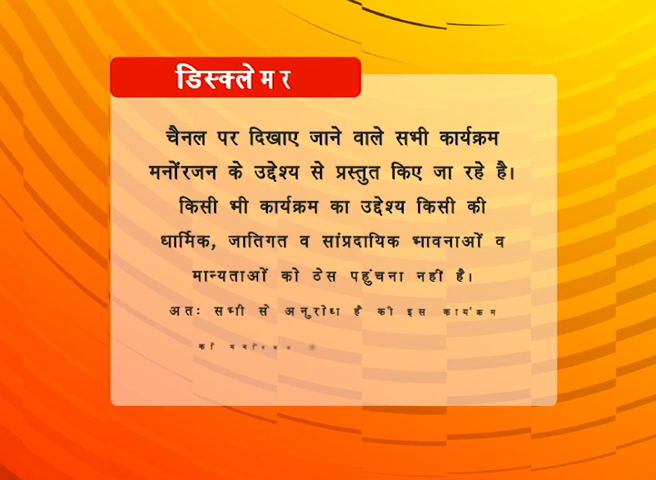 डिस्क्लेमर
चैनल पर दिखाए जाने वाले सभी कार्यक्रम
मनोंरजन के उद्देश्य से प्रस्तुत किए जा रहे है।
किसी भी कार्यक्रम का उद्देश्य किसी की
धार्मिक, जातिगत व सांप्रदायिक भावनाओं व
मान्यताओं को ठेस पहुंचना नहीं है।
अतः सभी से अनुरोध है की इस कार्यक्रम
को